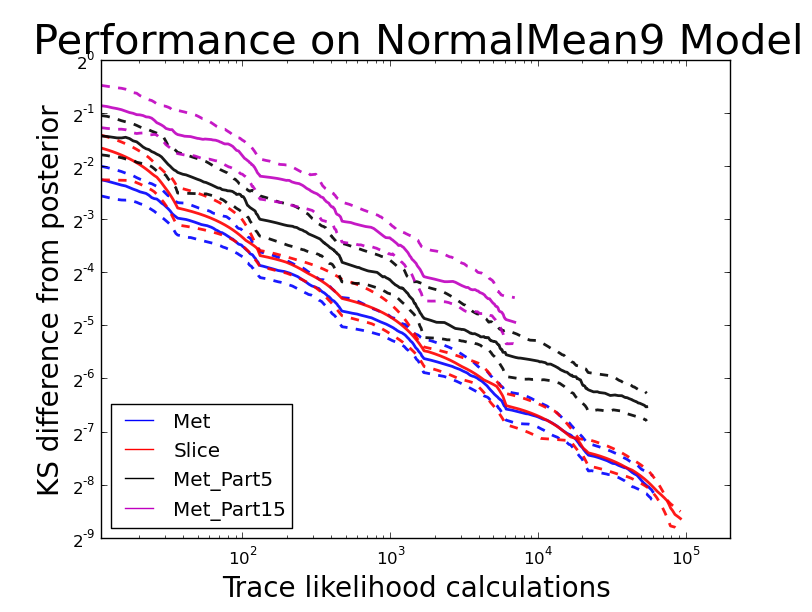 Performance on NormalMean9 Model
KS difference from posterior
2^0
2^-1
2^-2
2^-3
2^-4
2^-5
2^-6
2^-7
2^-8
2^-9
Met
Slice
Met_Part5
Met_Part15
10^2 10^3 10^4 10^5
Trace likelihood calculations